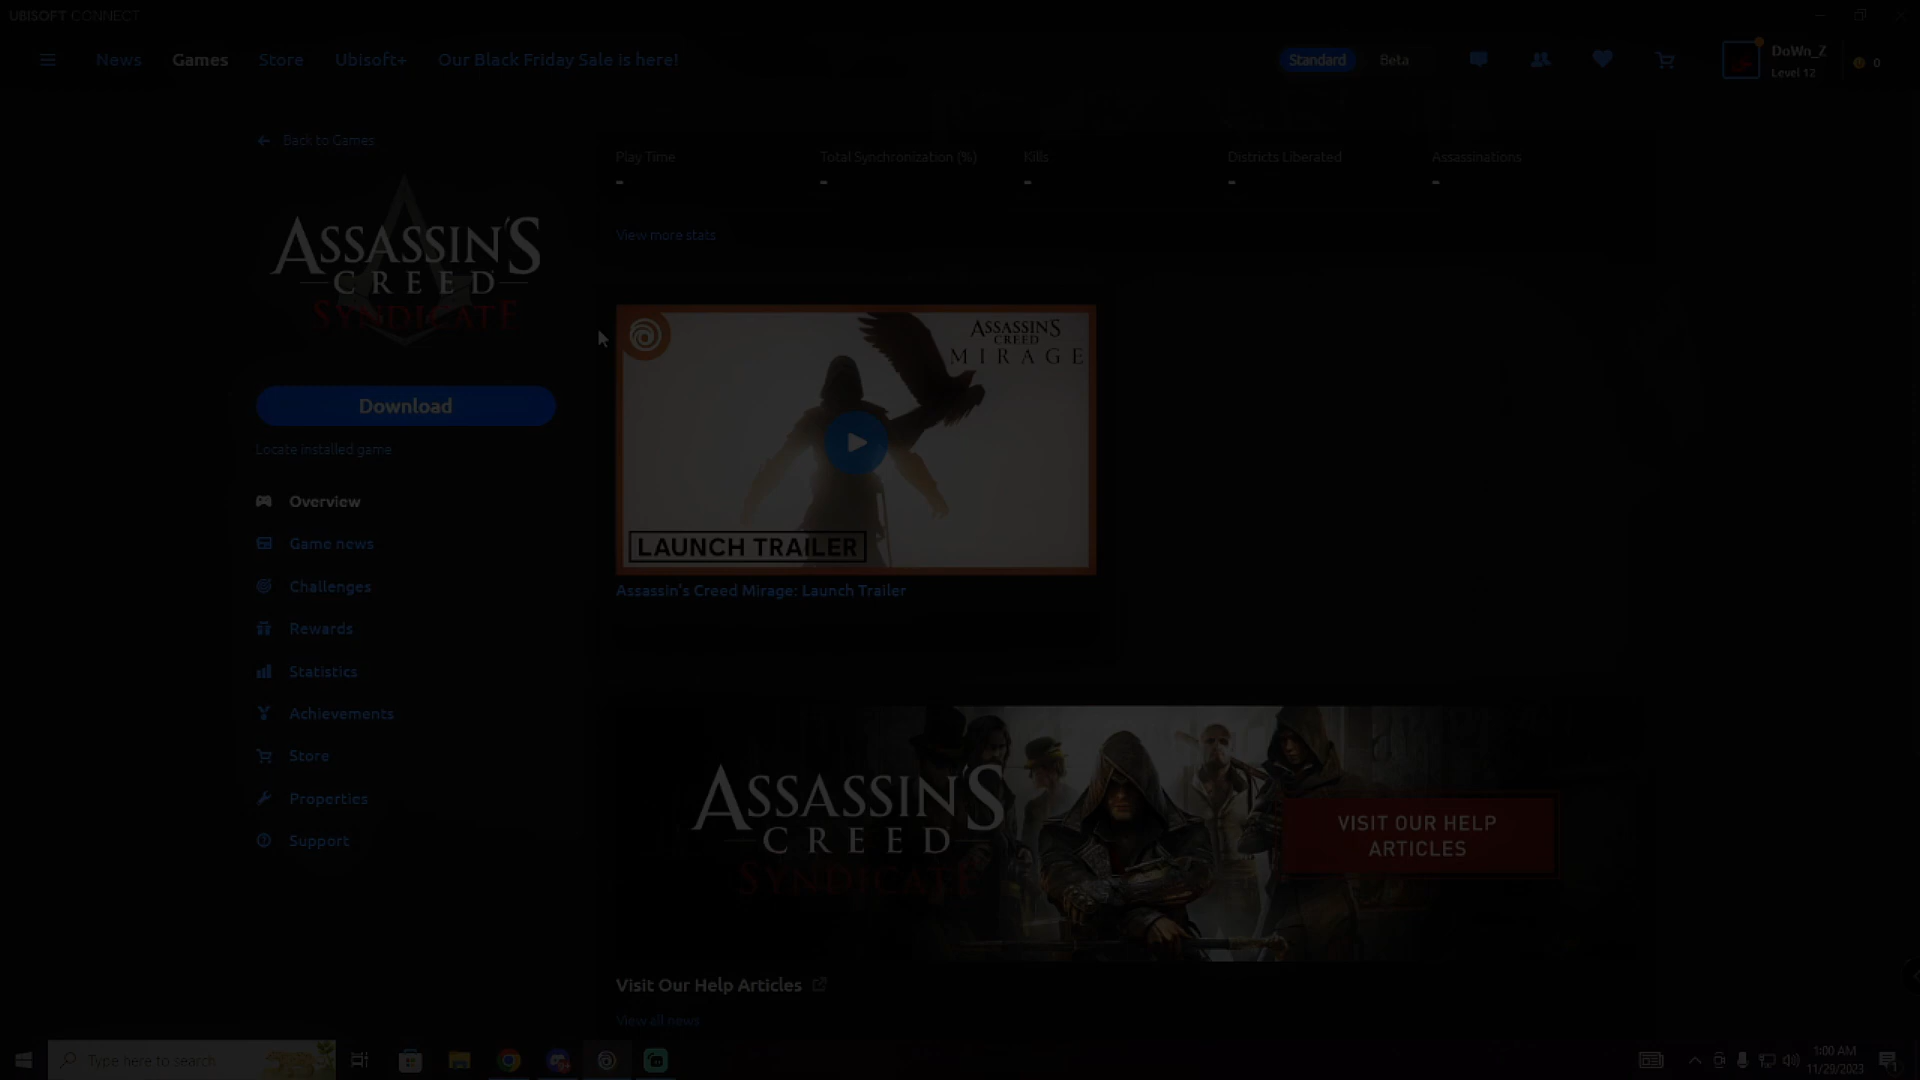 UBISOFT CONNECT
News
Games
Store
Ubisoft+
Our Black Friday Sale is here!
Standard
Beta
DoWn_Z
Level 12
0
Back to Games
Play Time
Total Synchronization (%)
Kills
Districts Liberated
Assassinations
-
-
-
-
-
View more stats
ASSASSIN'S
CREED
SYNDICATE
Download
Locate installed game
Overview
Game news
Challenges
Rewards
Statistics
Achievements
Store
Properties
Support
ASSASSIN'S
CREED
MIRAGE
LAUNCH TRAILER
Assassin's Creed Mirage: Launch Trailer
ASSASSIN'S
CREED
SYNDICATE
VISIT OUR HELP
ARTICLES
Visit Our Help Articles
View all news
Type here to search
1:00 AM
11/29/2023